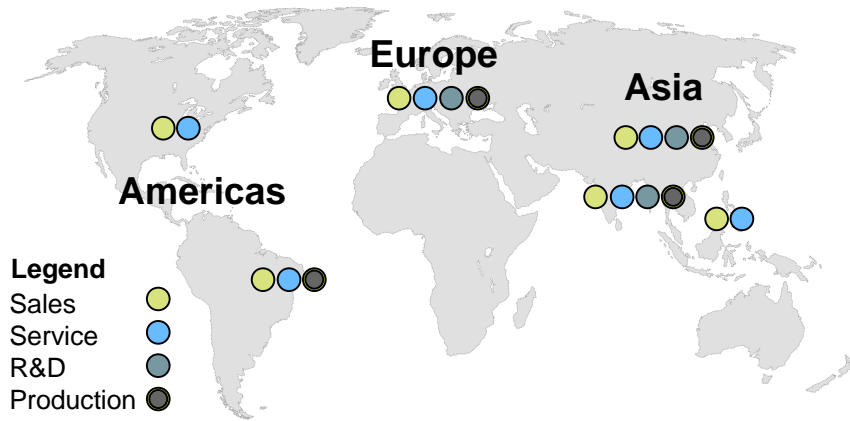 Europe
Asia
Americas
Legend
Sales
Service
R&D
Production